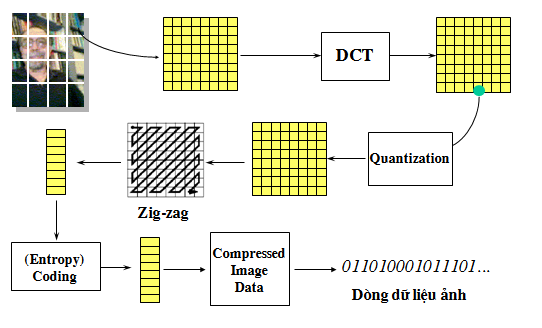 DCT
Quantization
Zig-zag
(Entropy)
Coding
Compressed
Image
Data
011010001011101...
Dòng dữ liệu ảnh